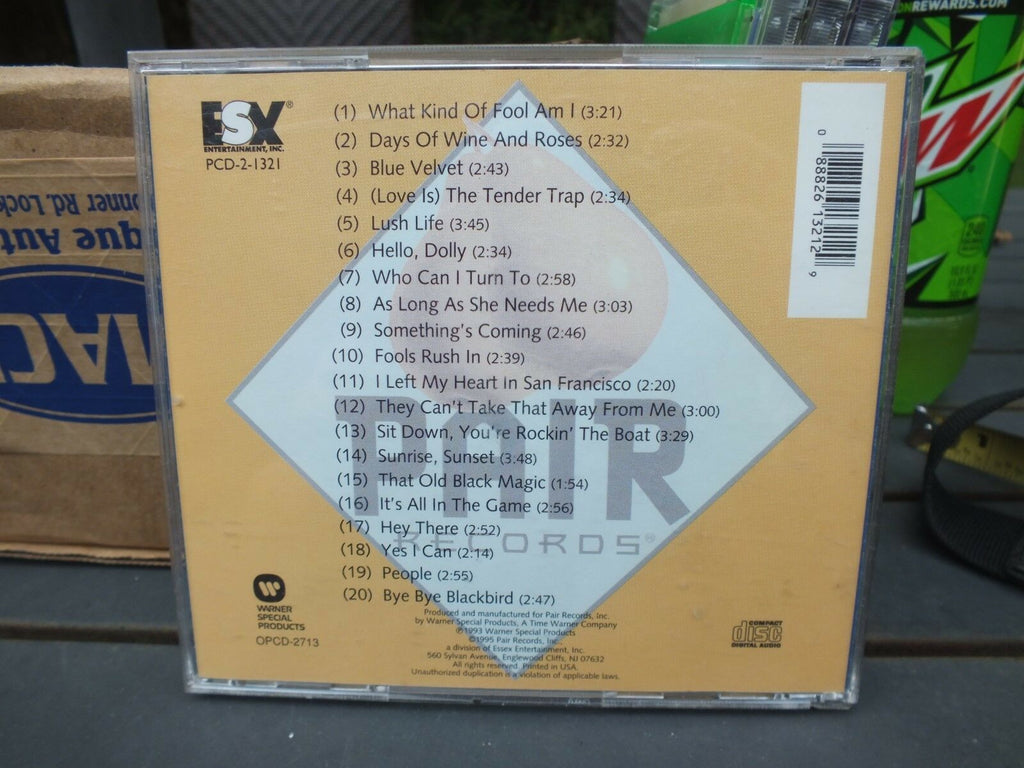 ESX®
ENTERTAINMENT, INC.
PCD-2-1321
(1) What Kind Of Fool Am I (3:21)
(2) Days Of Wine And Roses (2:32)
(3) Blue Velvet (2:43)
(4) (Love Is) The Tender Trap (2:34)
(5) Lush Life (3:45)
(6) Hello, Dolly (2:34)
(7) Who Can I Turn To (2:58)
(8) As Long As She Needs Me (3:03)
(9) Something's Coming (2:46)
(10) Fools Rush In (2:39)
(11) I Left My Heart In San Francisco (2:20)
(12) They Can't Take That Away From Me (3:00)
(13) Sit Down, You're Rockin' The Boat (3:29)
(14) Sunrise, Sunset (3:48)
(15) That Old Black Magic (1:54)
(16) It's All In The Game (2:56)
(17) Hey There (2:52)
(18) Yes I Can (2:14)
(19) People (2:55)
(20) Bye Bye Blackbird (2:47)
PAIR
RECORDS®
Produced and manufactured for Pair Records, Inc.
by Warner Special Products, A Time Warner Company
℗1993 Warner Special Products
©1995 Pair Records, Inc.
a division of Essex Entertainment, Inc.
560 Sylvan Avenue, Englewood Cliffs, NJ 07632
All rights reserved. Printed in USA.
Unauthorized duplication is a violation of applicable laws.
WARNER
SPECIAL
PRODUCTS
OPCD-2713
COMPACT
disc
DIGITAL AUDIO
0 88826 13212 9
onner Rd. Lock
que Aut
ONREWARDS.COM
W
240